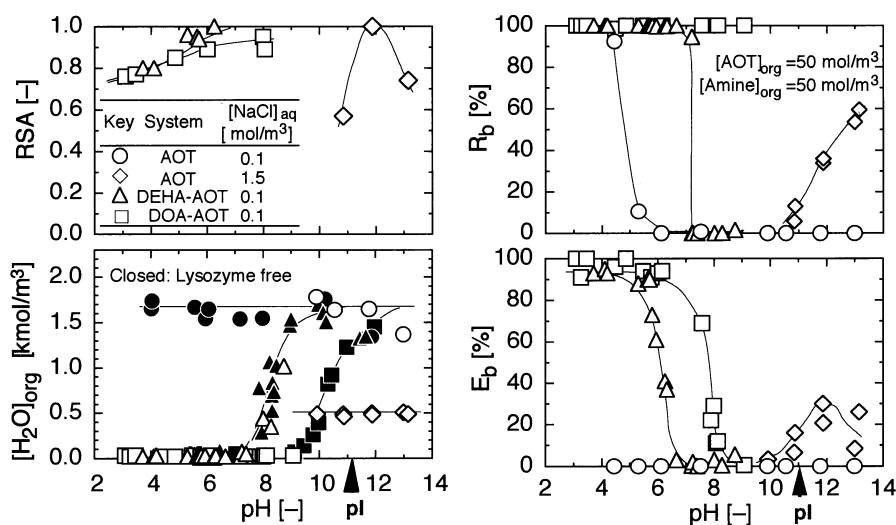 1.0
0.8
0.6
0.4
0.2
0.0
RSA [–]
Key System [NaCl]aq [mol/m³]
AOT 0.1
AOT 1.5
DEHA-AOT 0.1
DOA-AOT 0.1
2.0
1.5
1.0
0.5
0.0
[H₂O]org [kmol/m³]
Closed: Lysozyme free
2 4 6 8 10 12 14
pH [–]
pI
100
80
60
40
20
0
Rb [%]
[AOT]org =50 mol/m³
[Amine]org =50 mol/m³
100
80
60
40
20
0
Eb [%]
2 4 6 8 10 12 14
pH [–]
pI